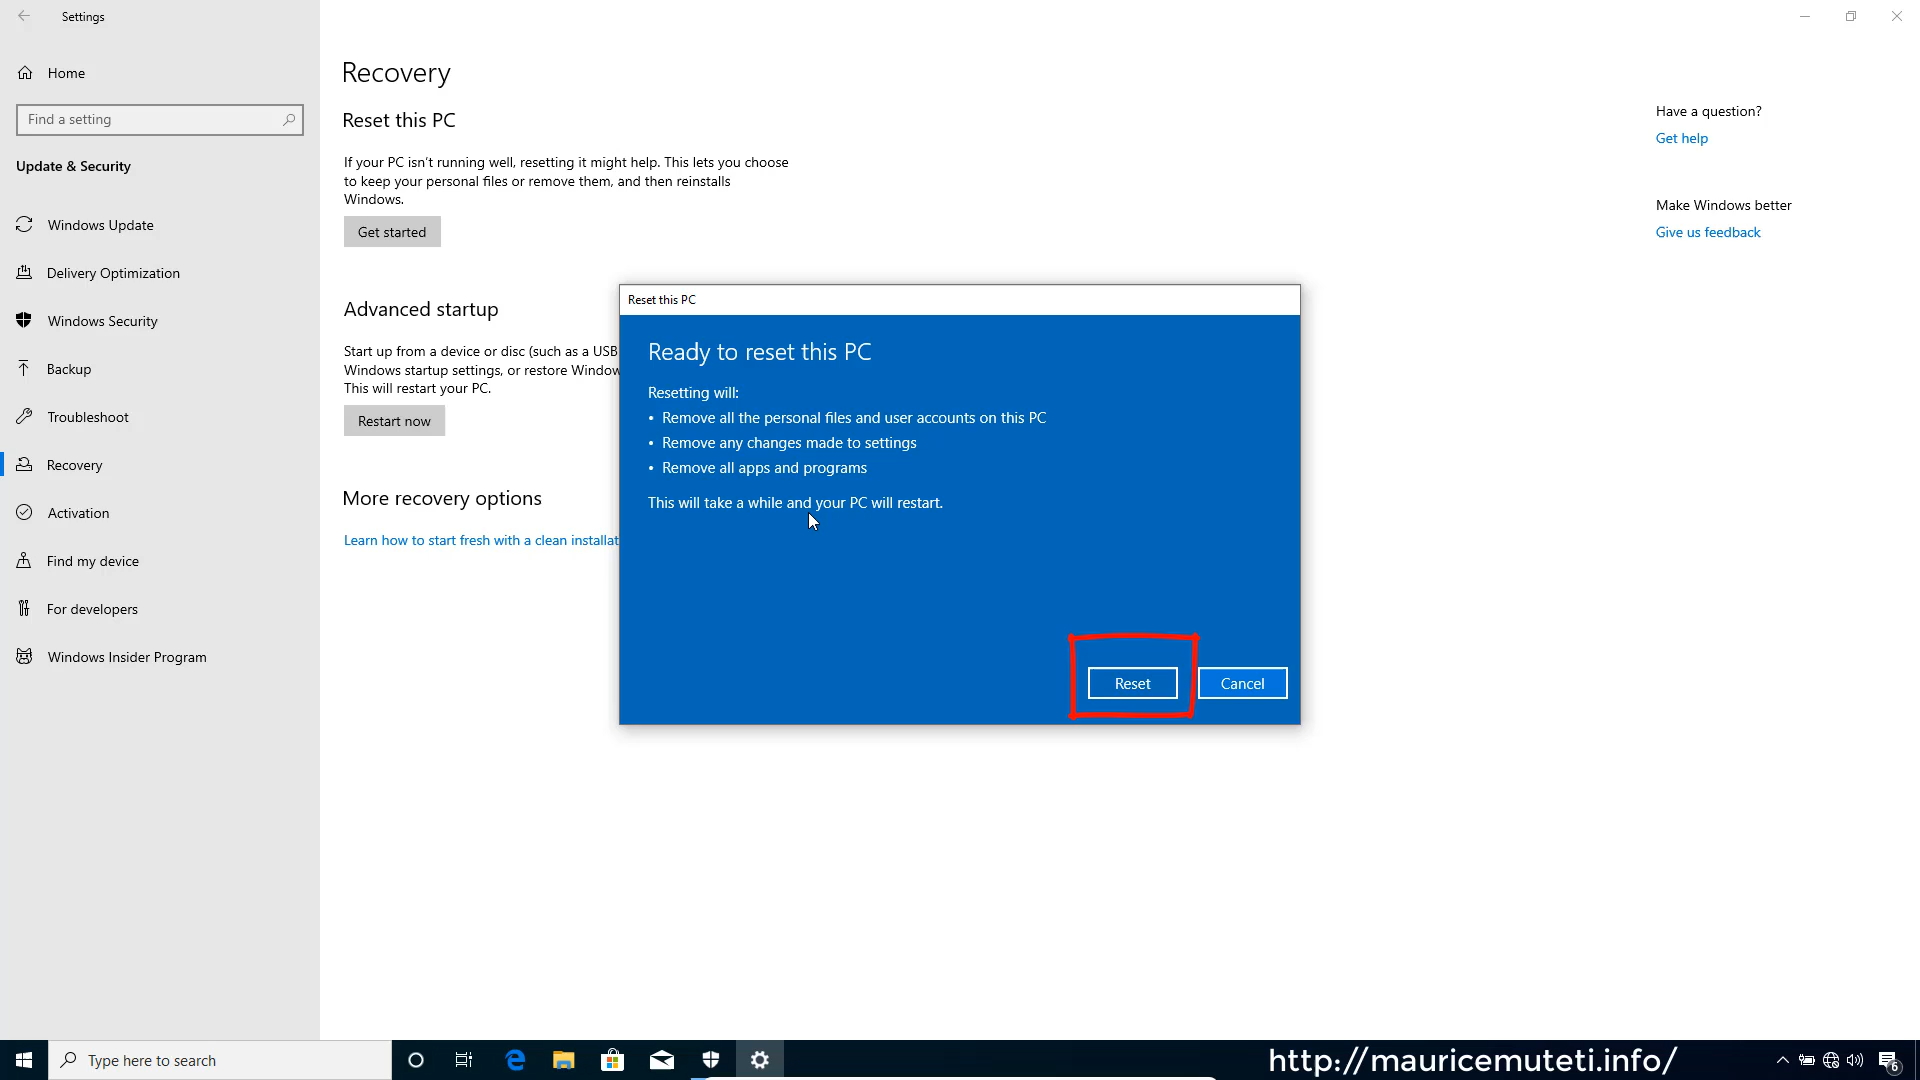 Settings
Home
Find a setting
Update & Security
Windows Update
Delivery Optimization
Windows Security
Backup
Troubleshoot
Recovery
Activation
Find my device
For developers
Windows Insider Program
Recovery
Reset this PC
If your PC isn't running well, resetting it might help. This lets you choose
to keep your personal files or remove them, and then reinstalls
Windows.
Get started
Advanced startup
Start up from a device or disc (such as a USB
Windows startup settings, or restore Window
This will restart your PC.
Restart now
More recovery options
Learn how to start fresh with a clean installat
Have a question?
Get help
Make Windows better
Give us feedback
Reset this PC
Ready to reset this PC
Resetting will:
• Remove all the personal files and user accounts on this PC
• Remove any changes made to settings
• Remove all apps and programs
This will take a while and your PC will restart.
Reset
Cancel
Type here to search
http://mauricemuteti.info/
6